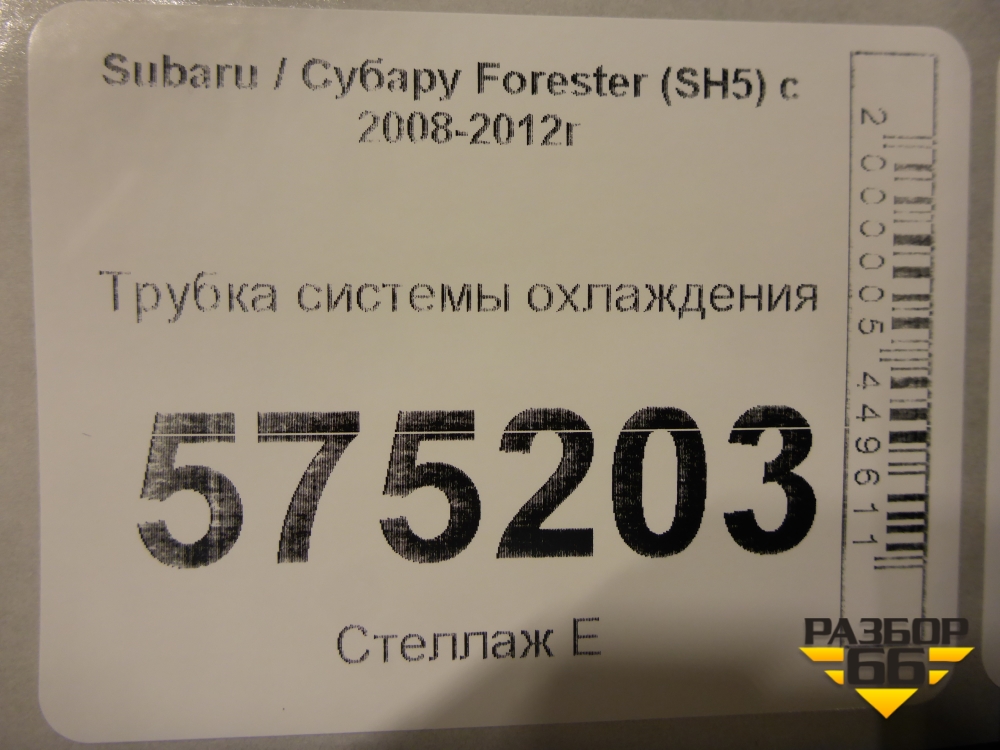 Subaru / Субару Forester (SH5) с
2008-2012г
Трубка системы охлаждения
575203
Стеллаж E
2000005449611
РАЗБОР
66